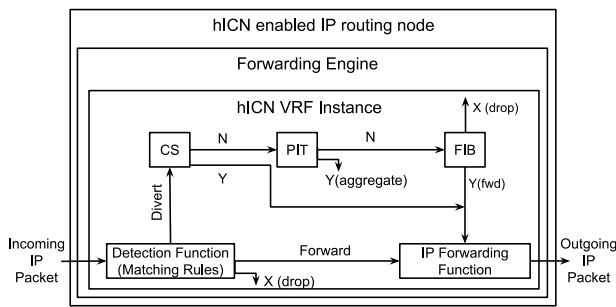 hICN enabled IP routing node
Forwarding Engine
hICN VRF Instance
X (drop)
CS
N
PIT
N
FIB
Y
Y(aggregate)
Y(fwd)
Divert
Incoming
IP
Packet
Detection Function
(Matching Rules)
Forward
X (drop)
IP Forwarding
Function
Outgoing
IP
Packet